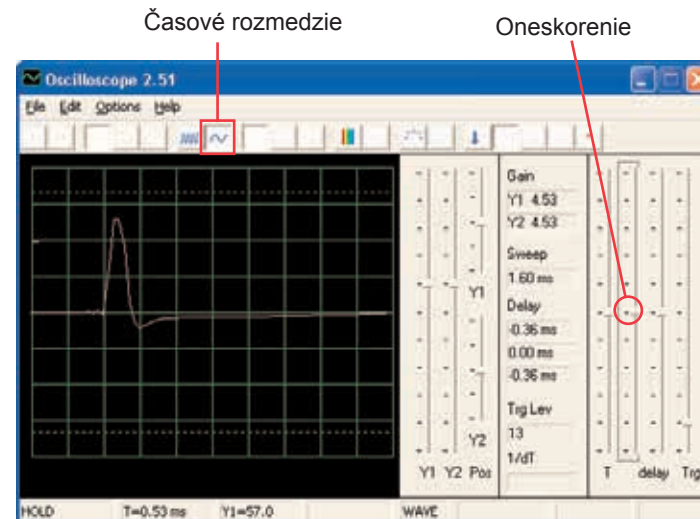 Časové rozmedzie
Oneskorenie
Oscilloscope 2.51
File Edit Options Help
Gain
Y1 4.53
Y2 4.53
Sweep
1.60 ms
Y1
Delay
-0.36 ms
0.00 ms
-0.36 ms
Trg Lev
13
Y2
1/dT
Y1 Y2 Pos
T delay Trg
HOLD T=0.53 ms Y1=57.0 WAVE